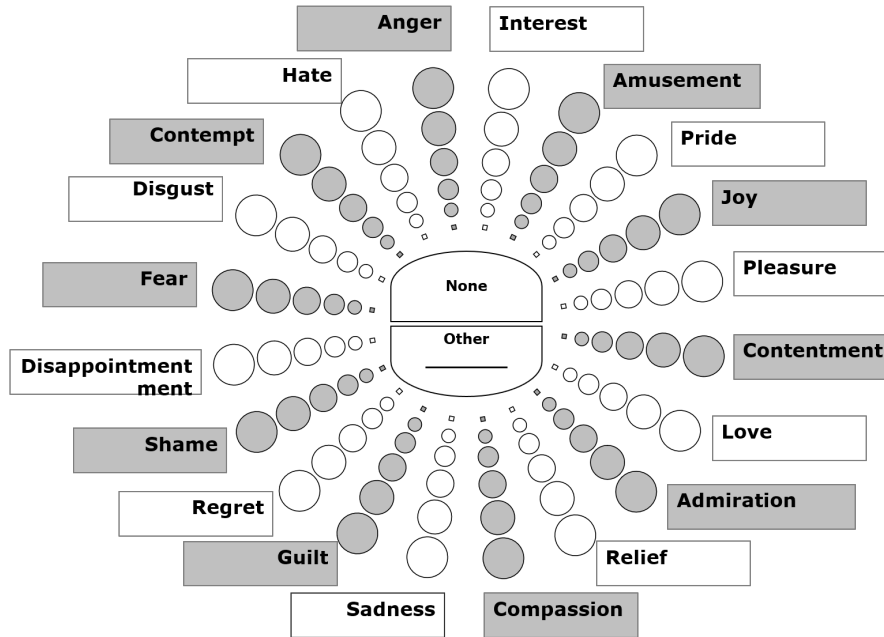 Anger
Interest
Hate
Amusement
Contempt
Pride
Disgust
Joy
Fear
Pleasure
None
Other
Disappointment
ment
Contentment
Shame
Love
Regret
Admiration
Guilt
Relief
Sadness
Compassion